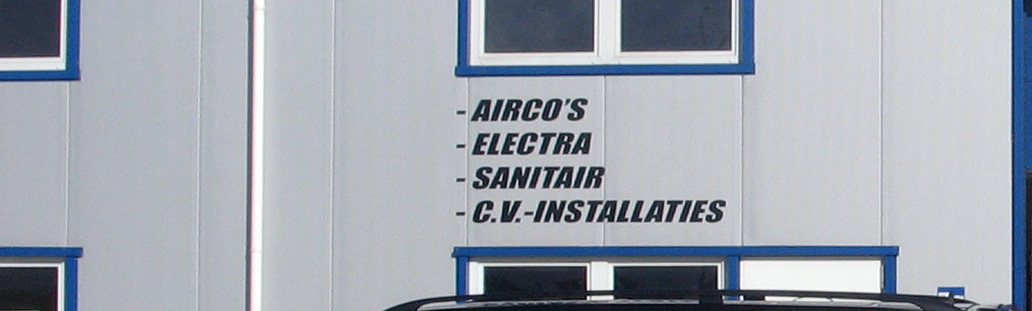 - AIRCO'S
- ELECTRA
- SANITAIR
- C.V.-INSTALLATIES